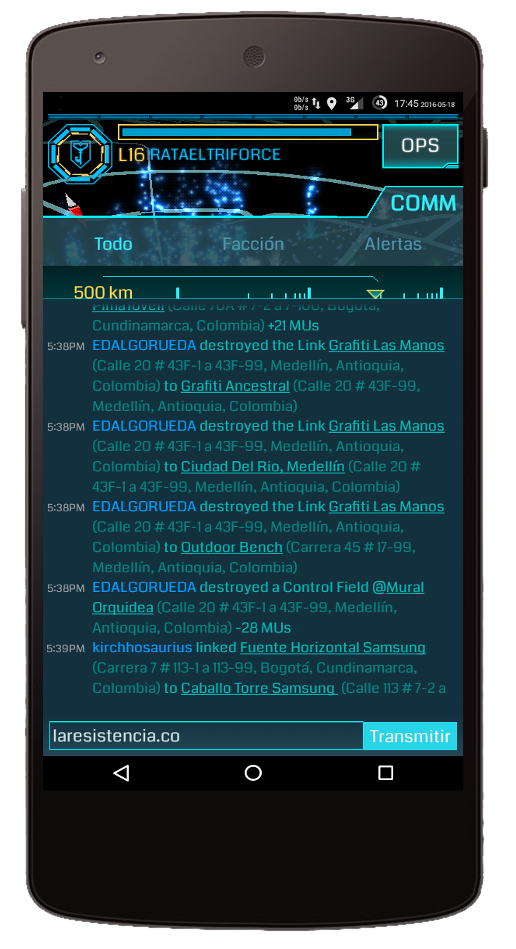 0b/s
0b/s
3G
43
17:45 2016-05-18
L16 RATAELTRIFORCE
OPS
COMM
Todo Facción Alertas
500 km
Cundinamarca, Colombia) +21 MUs
5:38PM EDALGORUEDA destroyed the Link Grafiti Las Manos
(Calle 20 # 43F-1 a 43F-99, Medellín, Antioquia,
Colombia) to Grafiti Ancestral (Calle 20 # 43F-99,
Medellín, Antioquia, Colombia)
5:38PM EDALGORUEDA destroyed the Link Grafiti Las Manos
(Calle 20 # 43F-1 a 43F-99, Medellín, Antioquia,
Colombia) to Ciudad Del Rio, Medellín (Calle 20 #
43F-1 a 43F-99, Medellín, Antioquia, Colombia)
5:38PM EDALGORUEDA destroyed the Link Grafiti Las Manos
(Calle 20 # 43F-1 a 43F-99, Medellín, Antioquia,
Colombia) to Outdoor Bench (Carrera 45 # 17-99,
Medellín, Antioquia, Colombia)
5:38PM EDALGORUEDA destroyed a Control Field @Mural
Orquidea (Calle 20 # 43F-1 a 43F-99, Medellín,
Antioquia, Colombia) -28 MUs
5:39PM kirchhosaurius linked Fuente Horizontal Samsung
(Carrera 7 # 113-1 a 113-99, Bogotá, Cundinamarca,
Colombia) to Caballo Torre Samsung (Calle 113 # 7-2 a
laresistencia.co Transmitir